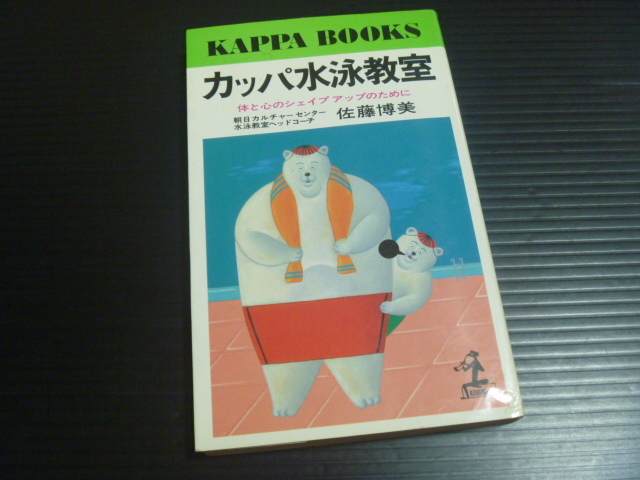 KAPPA BOOKS
カッパ水泳教室
体と心のシェイプアップのために
朝日カルチャーセンター
水泳教室ヘッドコーチ
佐藤博美